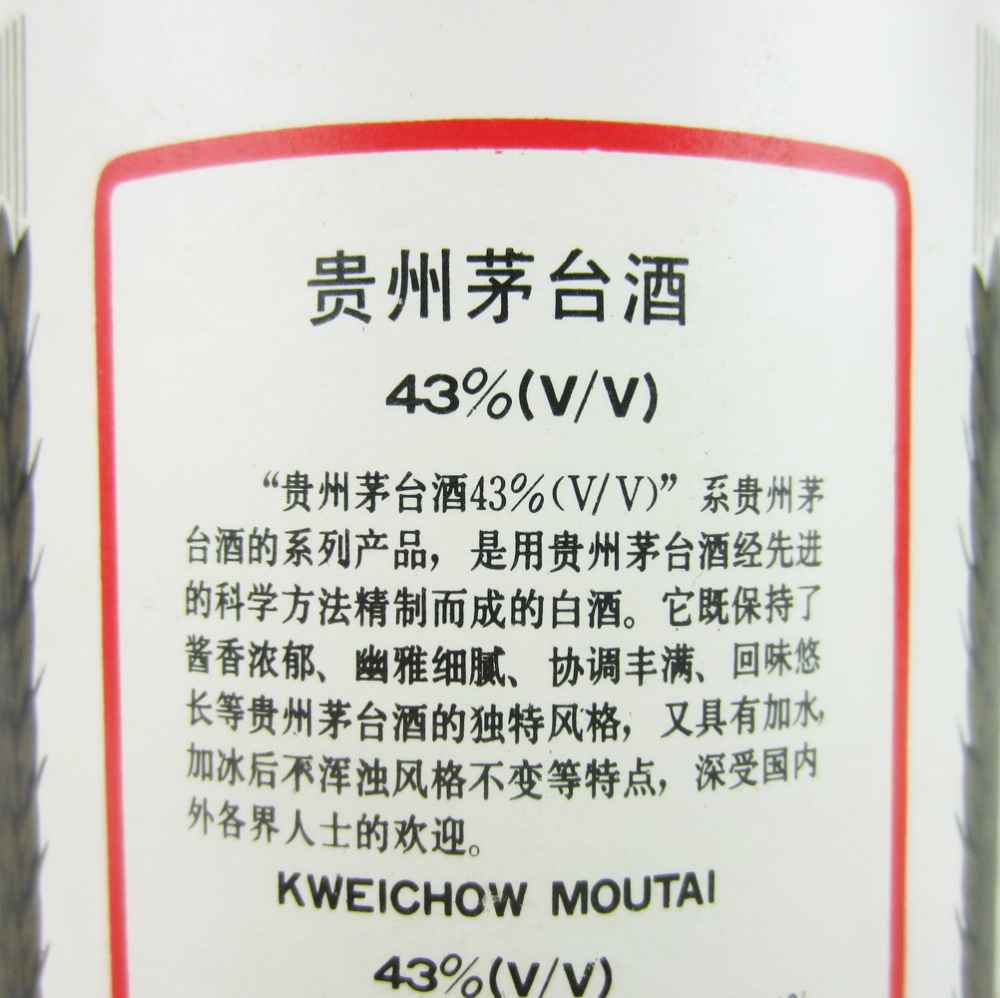 贵州茅台酒
43%(V/V)
“贵州茅台酒43%(V/V)”系贵州茅
台酒的系列产品，是用贵州茅台酒经先进
的科学方法精制而成的白酒。它既保持了
酱香浓郁、幽雅细腻、协调丰满、回味悠
长等贵州茅台酒的独特风格，又具有加水，
加冰后不浑浊风格不变等特点，深受国内
外各界人士的欢迎。
KWEICHOW MOUTAI
43%(V/V)